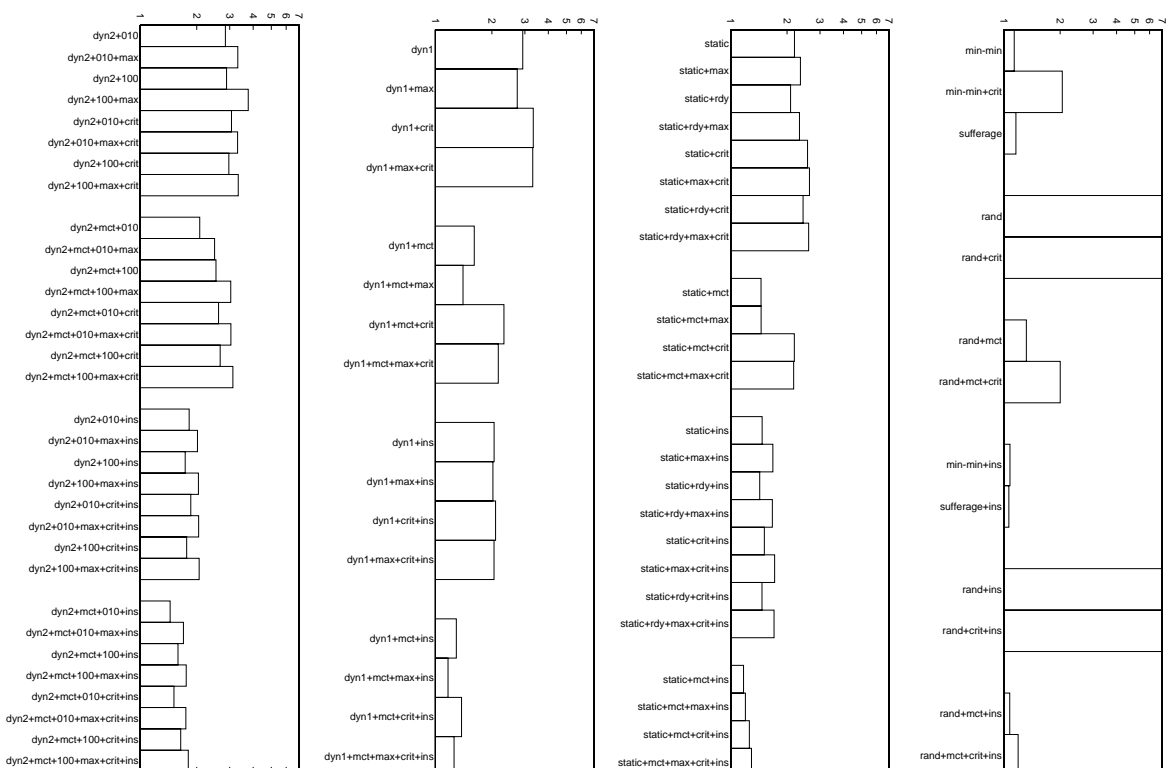 1 2 3 4 5 6 7
dyn2+010
dyn2+010+max
dyn2+100
dyn2+100+max
dyn2+010+crit
dyn2+010+max+crit
dyn2+100+crit
dyn2+100+max+crit
dyn2+mct+010
dyn2+mct+010+max
dyn2+mct+100
dyn2+mct+100+max
dyn2+mct+010+crit
dyn2+mct+010+max+crit
dyn2+mct+100+crit
dyn2+mct+100+max+crit
dyn2+010+ins
dyn2+010+max+ins
dyn2+100+ins
dyn2+100+max+ins
dyn2+010+crit+ins
dyn2+010+max+crit+ins
dyn2+100+crit+ins
dyn2+100+max+crit+ins
dyn2+mct+010+ins
dyn2+mct+010+max+ins
dyn2+mct+100+ins
dyn2+mct+100+max+ins
dyn2+mct+010+crit+ins
dyn2+mct+010+max+crit+ins
dyn2+mct+100+crit+ins
dyn2+mct+100+max+crit+ins
1 2 3 4 5 6 7
dyn1
dyn1+max
dyn1+crit
dyn1+max+crit
dyn1+mct
dyn1+mct+max
dyn1+mct+crit
dyn1+mct+max+crit
dyn1+ins
dyn1+max+ins
dyn1+crit+ins
dyn1+max+crit+ins
dyn1+mct+ins
dyn1+mct+max+ins
dyn1+mct+crit+ins
dyn1+mct+max+crit+ins
1 2 3 4 5 6 7
static
static+max
static+rdy
static+rdy+max
static+crit
static+max+crit
static+rdy+crit
static+rdy+max+crit
static+mct
static+mct+max
static+mct+crit
static+mct+max+crit
static+ins
static+max+ins
static+rdy+ins
static+rdy+max+ins
static+crit+ins
static+max+crit+ins
static+rdy+crit+ins
static+rdy+max+crit+ins
static+mct+ins
static+mct+max+ins
static+mct+crit+ins
static+mct+max+crit+ins
1 2 3 4 5 6 7
min-min
min-min+crit
sufferage
rand
rand+crit
rand+mct
rand+mct+crit
min-min+ins
sufferage+ins
rand+ins
rand+crit+ins
rand+mct+ins
rand+mct+crit+ins